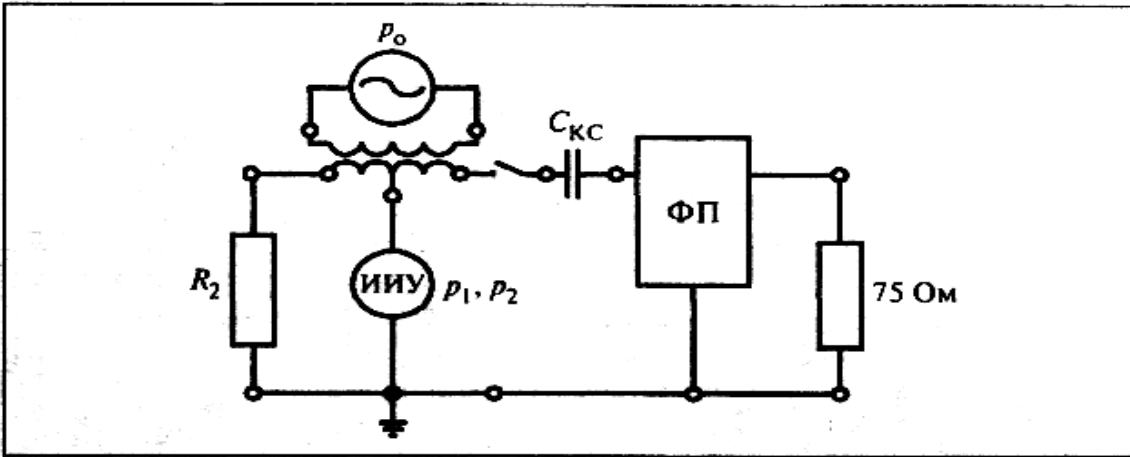 p₀
C_КС
ФП
R₂
ИИУ
p₁, p₂
75 Ом